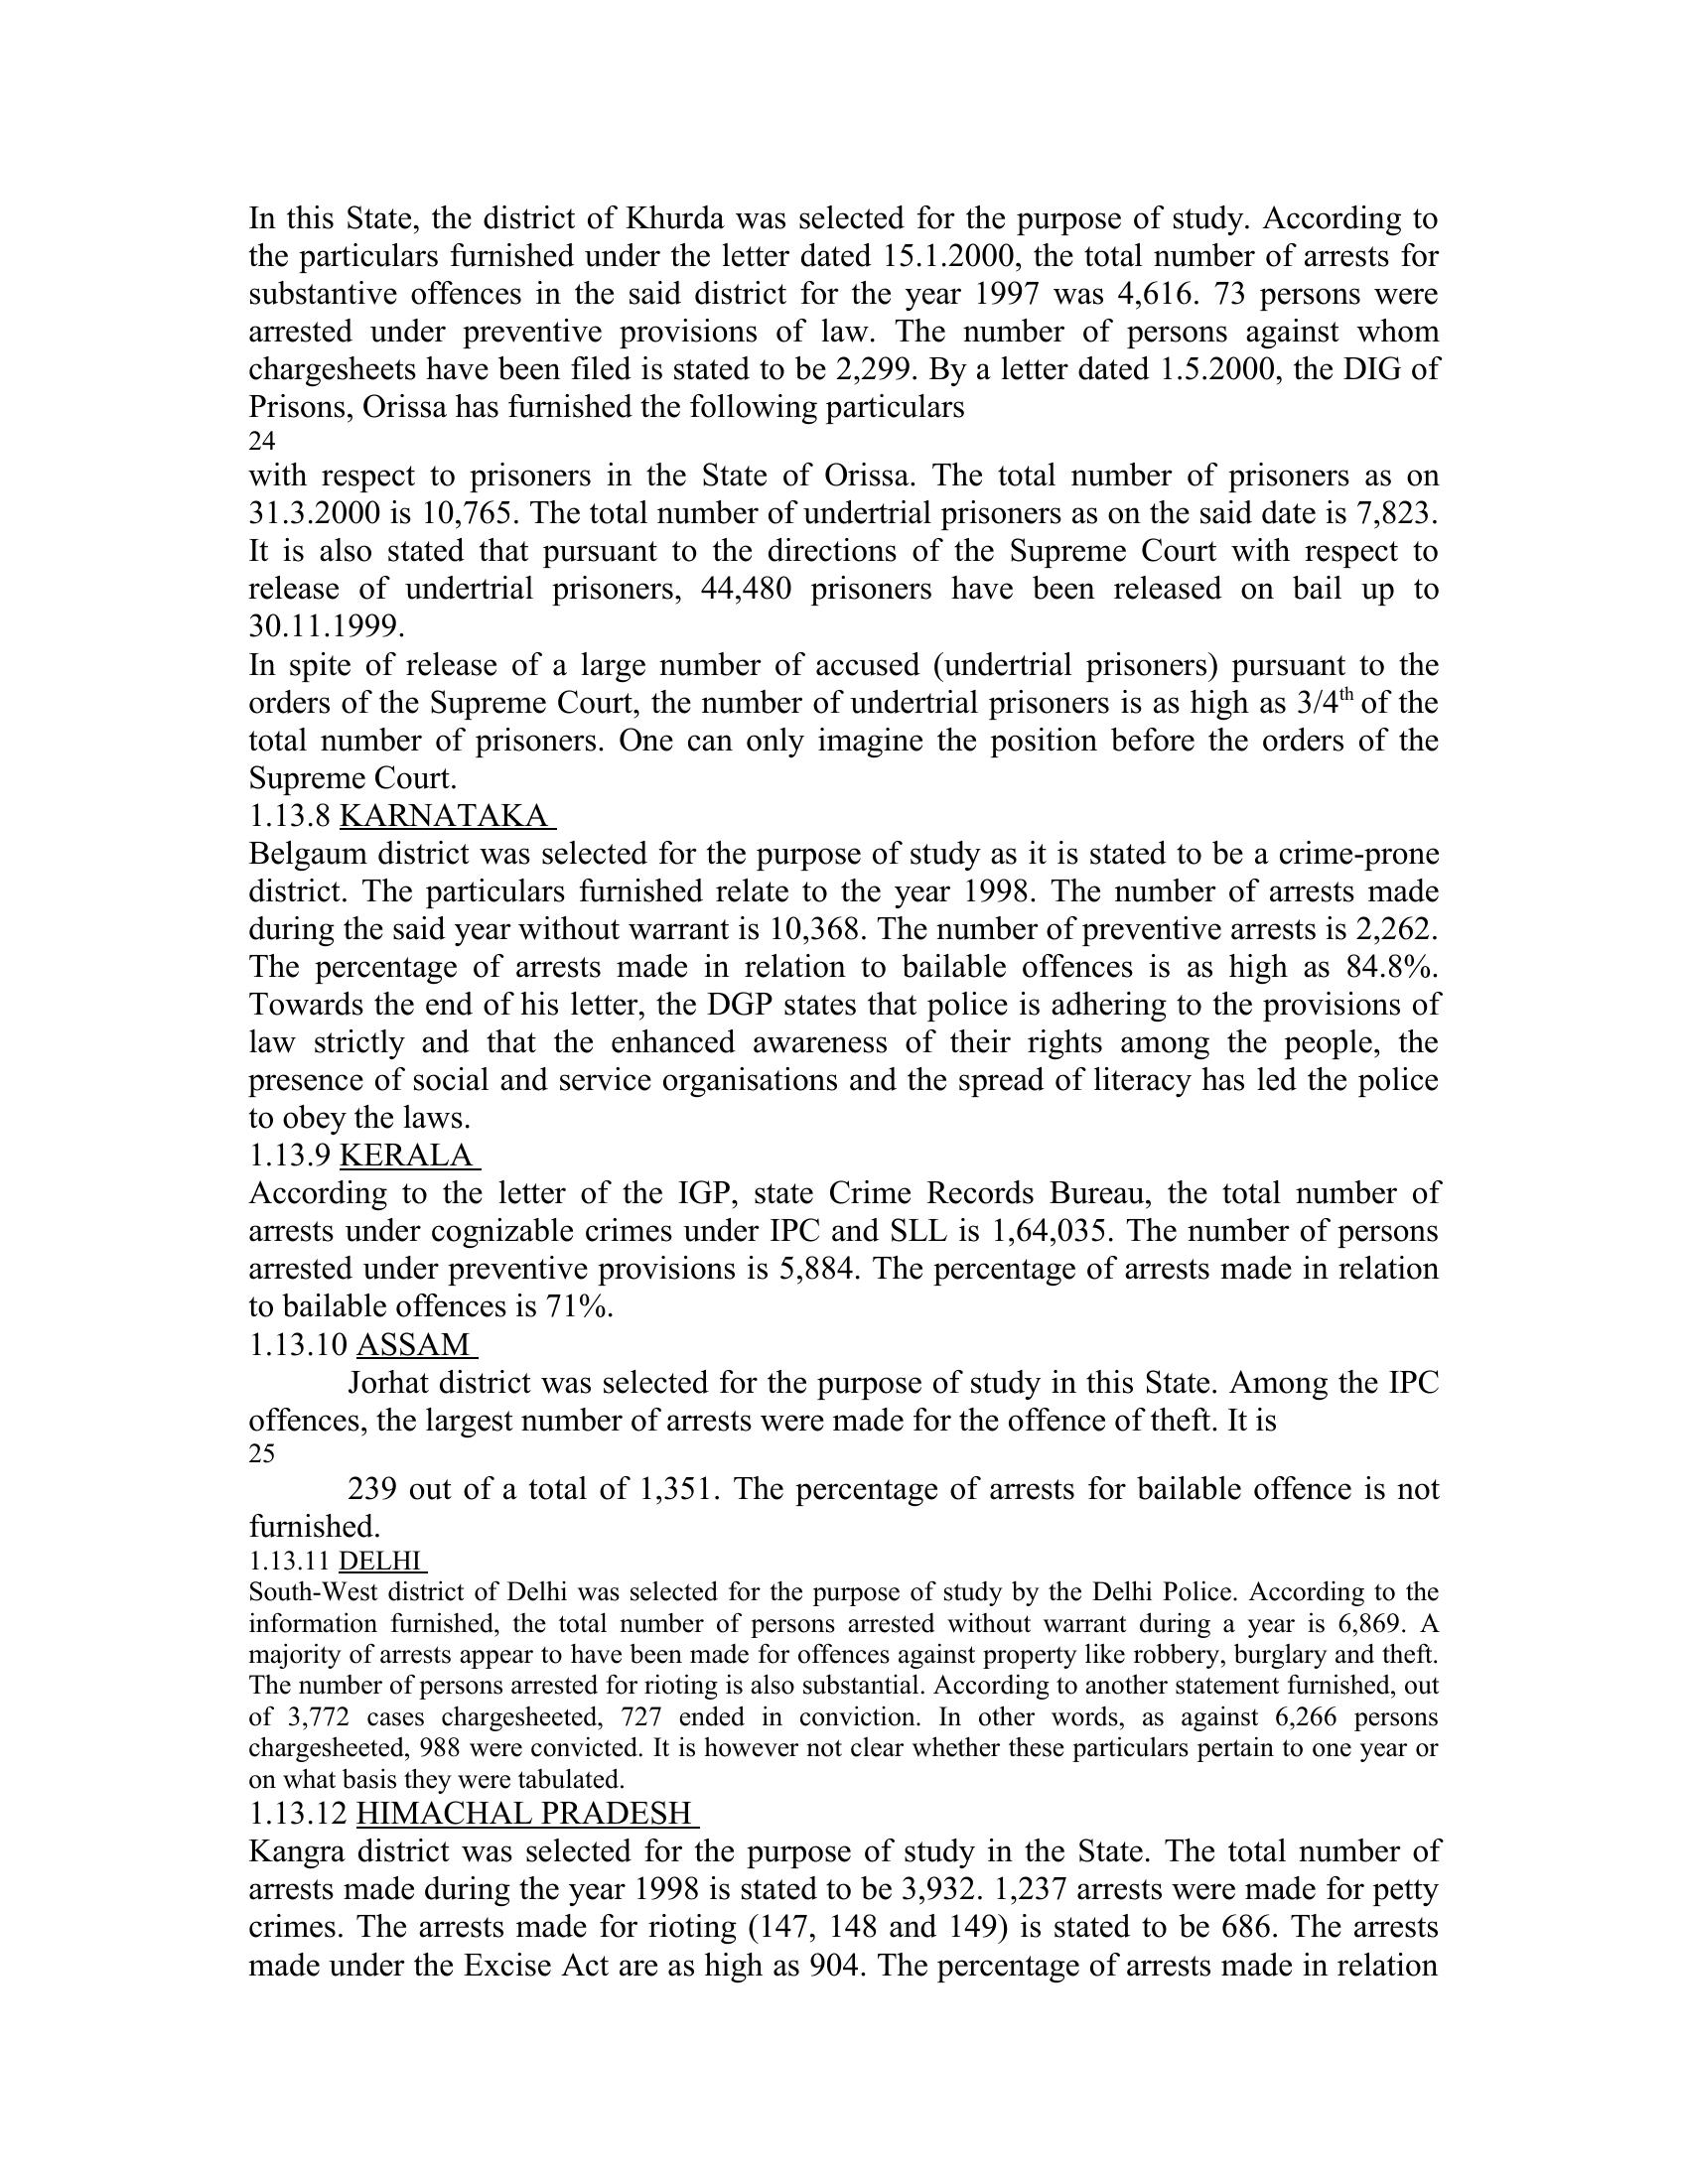 In this State, the district of Khurda was selected for the purpose of study. According to
the particulars furnished under the letter dated 15.1.2000, the total number of arrests for
substantive offences in the said district for the year 1997 was 4,616. 73 persons were
arrested under preventive provisions of law. The number of persons against whom
chargesheets have been filed is stated to be 2,299. By a letter dated 1.5.2000, the DIG of
Prisons, Orissa has furnished the following particulars
24
with respect to prisoners in the State of Orissa. The total number of prisoners as on
31.3.2000 is 10,765. The total number of undertrial prisoners as on the said date is 7,823.
It is also stated that pursuant to the directions of the Supreme Court with respect to
release of undertrial prisoners, 44,480 prisoners have been released on bail up to
30.11.1999.
In spite of release of a large number of accused (undertrial prisoners) pursuant to the
orders of the Supreme Court, the number of undertrial prisoners is as high as 3/4th of the
total number of prisoners. One can only imagine the position before the orders of the
Supreme Court.
1.13.8 KARNATAKA
Belgaum district was selected for the purpose of study as it is stated to be a crime-prone
district. The particulars furnished relate to the year 1998. The number of arrests made
during the said year without warrant is 10,368. The number of preventive arrests is 2,262.
The percentage of arrests made in relation to bailable offences is as high as 84.8%.
Towards the end of his letter, the DGP states that police is adhering to the provisions of
law strictly and that the enhanced awareness of their rights among the people, the
presence of social and service organisations and the spread of literacy has led the police
to obey the laws.
1.13.9 KERALA
According to the letter of the IGP, state Crime Records Bureau, the total number of
arrests under cognizable crimes under IPC and SLL is 1,64,035. The number of persons
arrested under preventive provisions is 5,884. The percentage of arrests made in relation
to bailable offences is 71%.
1.13.10 ASSAM
Jorhat district was selected for the purpose of study in this State. Among the IPC
offences, the largest number of arrests were made for the offence of theft. It is
25
239 out of a total of 1,351. The percentage of arrests for bailable offence is not
furnished.
1.13.11 DELHI
South-West district of Delhi was selected for the purpose of study by the Delhi Police. According to the
information furnished, the total number of persons arrested without warrant during a year is 6,869. A
majority of arrests appear to have been made for offences against property like robbery, burglary and theft.
The number of persons arrested for rioting is also substantial. According to another statement furnished, out
of 3,772 cases chargesheeted, 727 ended in conviction. In other words, as against 6,266 persons
chargesheeted, 988 were convicted. It is however not clear whether these particulars pertain to one year or
on what basis they were tabulated.
1.13.12 HIMACHAL PRADESH
Kangra district was selected for the purpose of study in the State. The total number of
arrests made during the year 1998 is stated to be 3,932. 1,237 arrests were made for petty
crimes. The arrests made for rioting (147, 148 and 149) is stated to be 686. The arrests
made under the Excise Act are as high as 904. The percentage of arrests made in relation